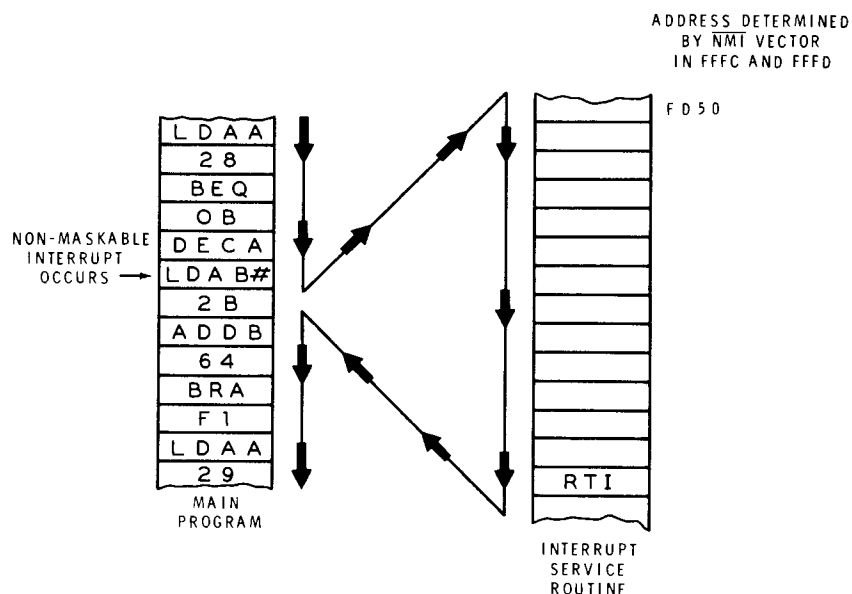 ADDRESS DETERMINED
BY NMI VECTOR
IN FFFC AND FFFD
FD50
LDAA
28
BEQ
OB
DECA
NON-MASKABLE
INTERRUPT
OCCURS
LDAB#
2B
ADDB
64
BRA
F1
LDAA
29
MAIN
PROGRAM
RTI
INTERRUPT
SERVICE
ROUTINE